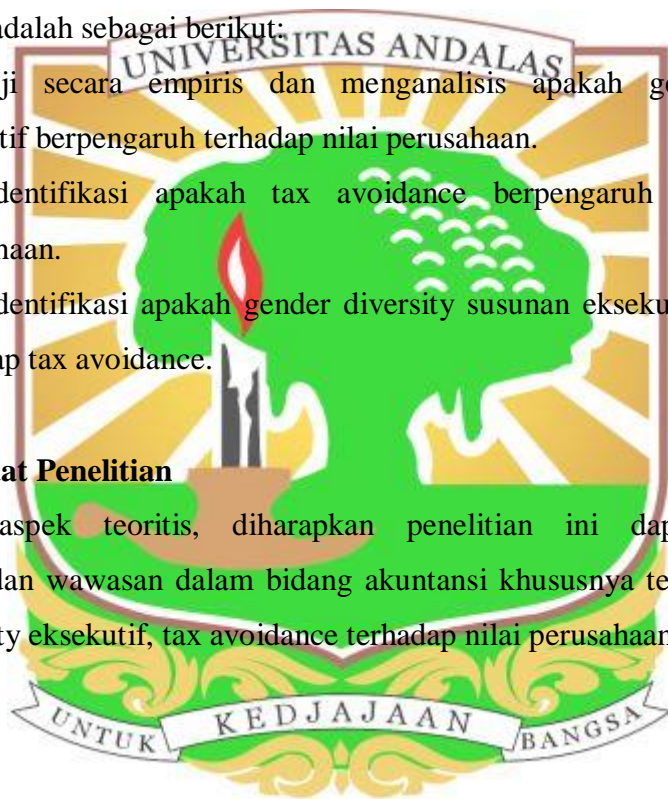 adalah sebagai berikut:
UNIVERSITAS ANDALAS
ji secara empiris dan menganalisis apakah ge
tif berpengaruh terhadap nilai perusahaan.
dentifikasi apakah tax avoidance berpengaruh
naan.
dentifikasi apakah gender diversity susunan ekseku
ap tax avoidance.
at Penelitian
aspek teoritis, diharapkan penelitian ini dap
dan wawasan dalam bidang akuntansi khususnya te
ty eksekutif, tax avoidance terhadap nilai perusahaan
UNTUK KEDJAJAAN BANGSA